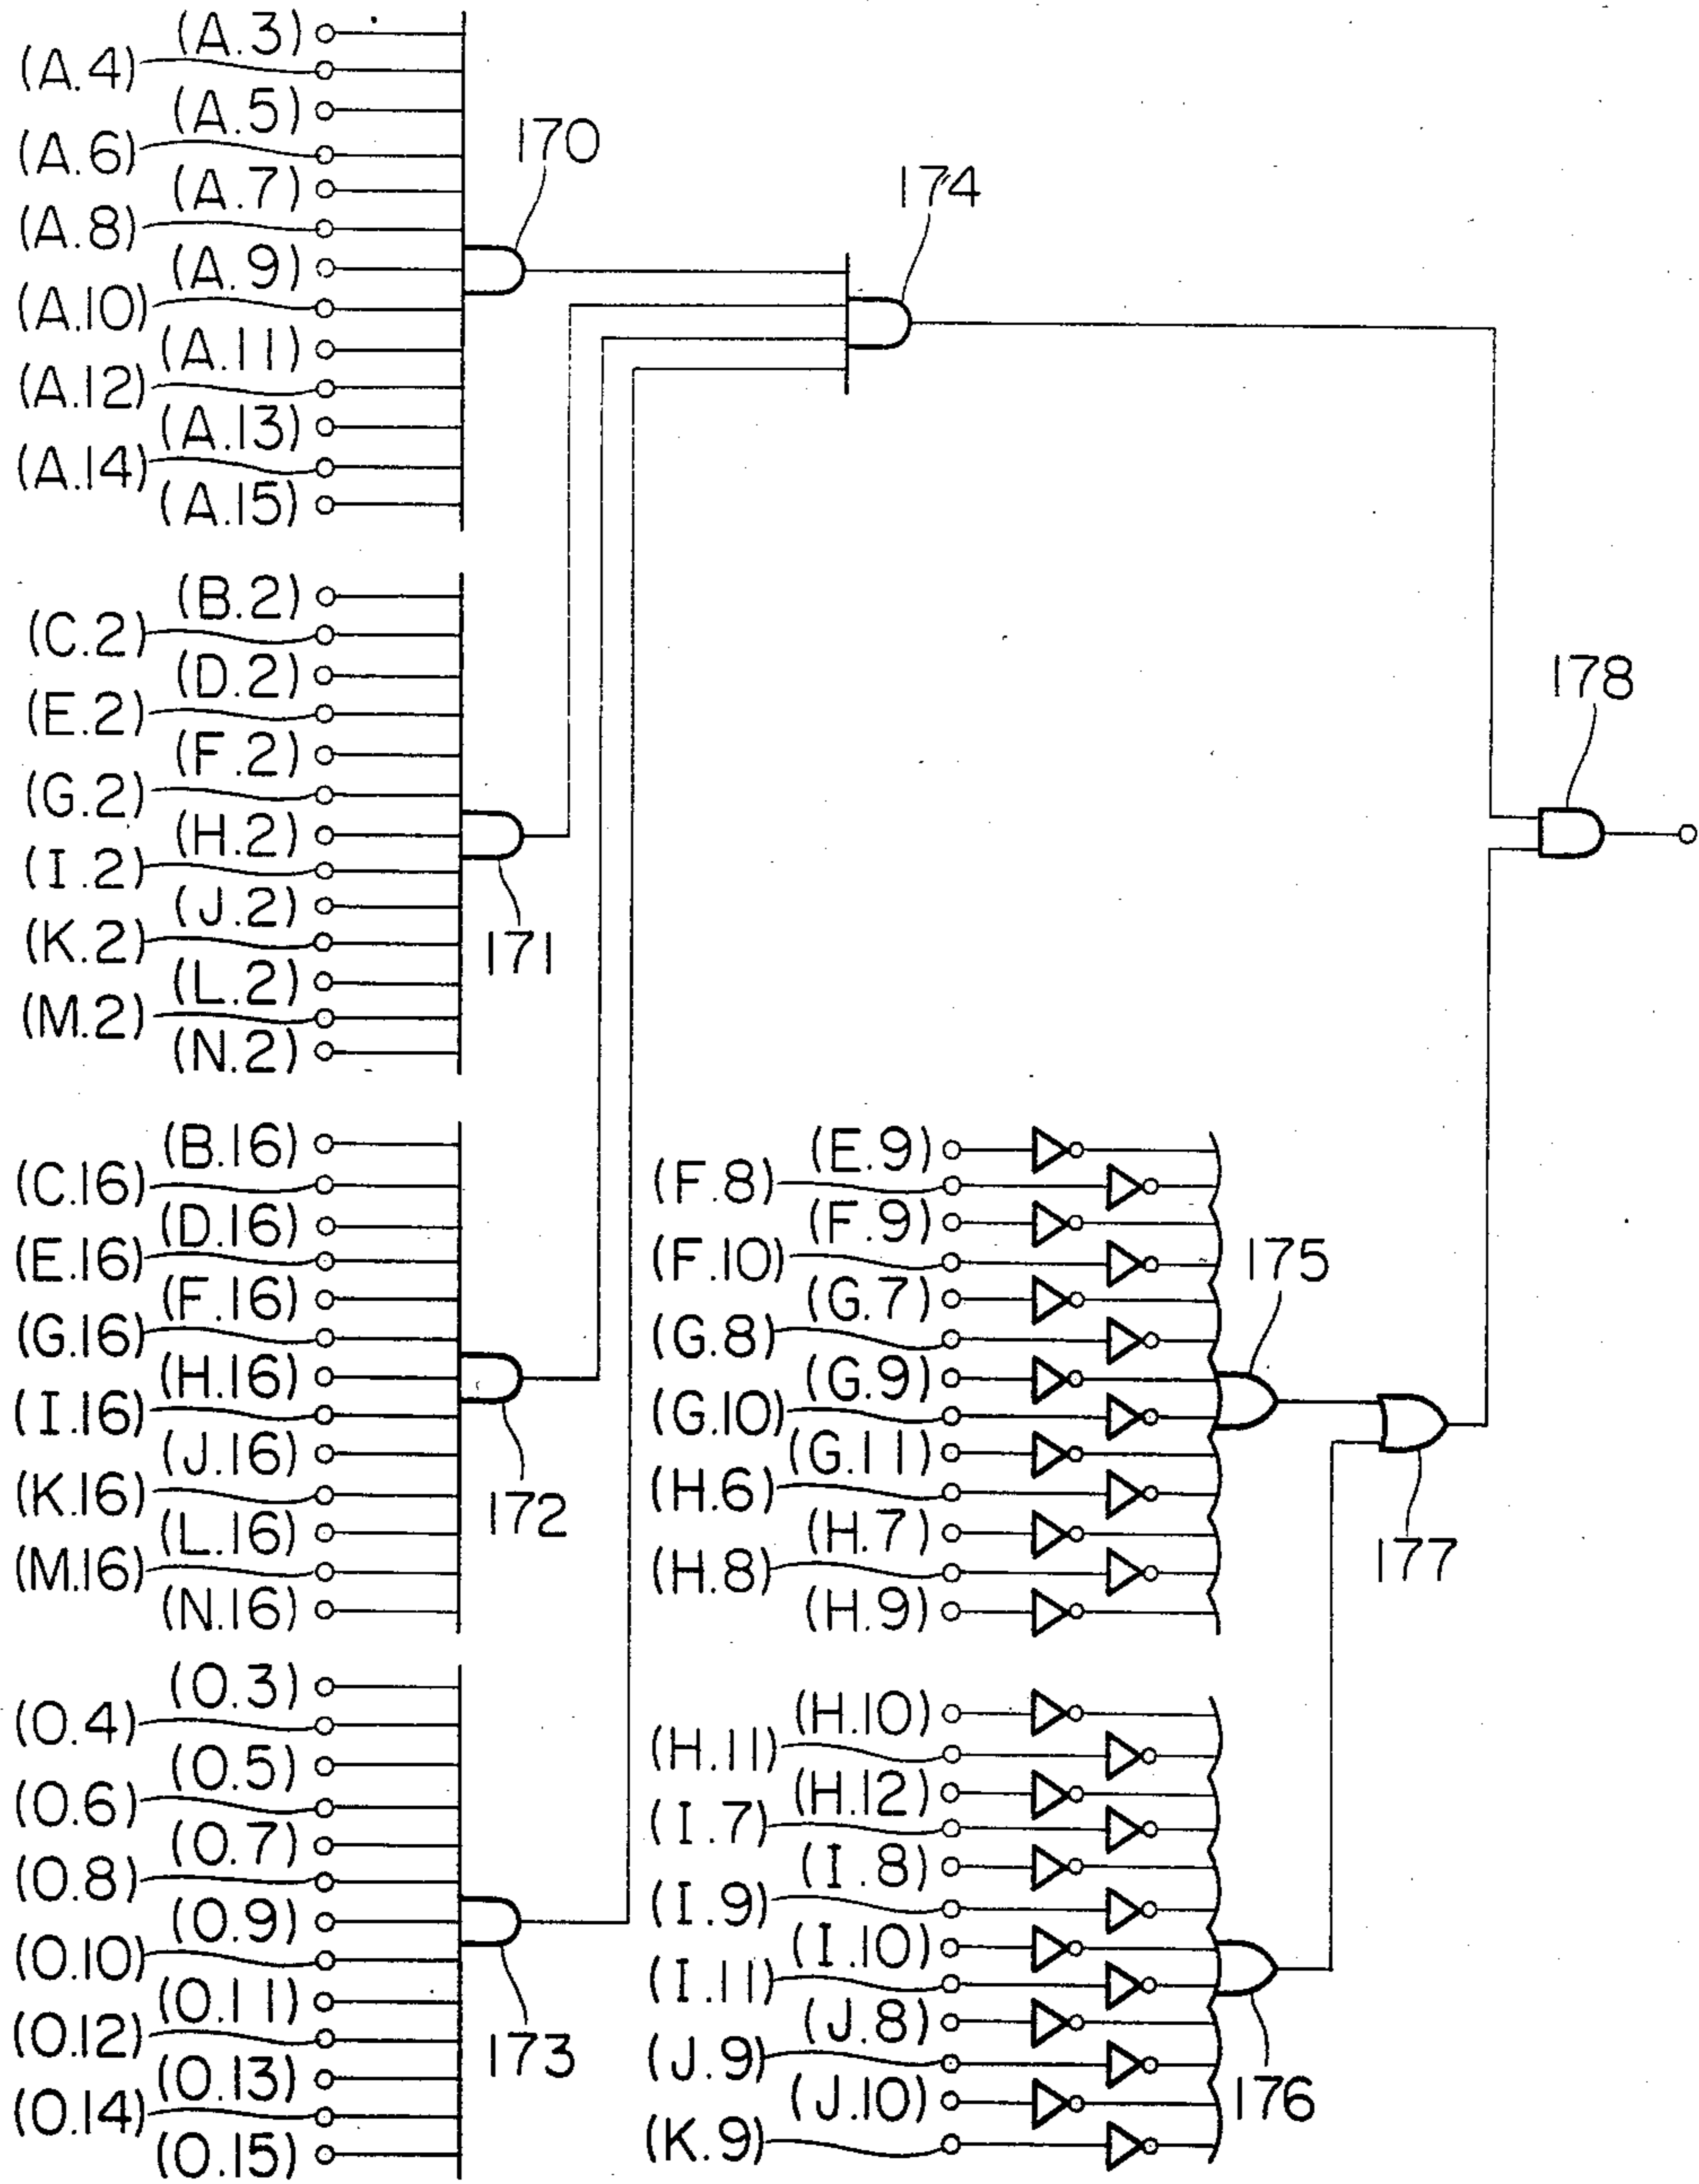 (A.3)
(A.4)
(A.5)
(A.6)
(A.7)
(A.8)
(A.9)
(A.10)
(A.11)
(A.12)
(A.13)
(A.14)
(A.15)
170
174
(B.2)
(C.2)
(D.2)
(E.2)
(F.2)
(G.2)
(H.2)
(I.2)
(J.2)
(K.2)
(L.2)
(M.2)
(N.2)
171
178
(B.16)
(C.16)
(D.16)
(E.16)
(F.16)
(G.16)
(H.16)
(I.16)
(J.16)
(K.16)
(L.16)
(M.16)
(N.16)
172
(E.9)
(F.8)
(F.9)
(F.10)
(G.7)
(G.8)
(G.9)
(G.10)
(G.11)
(H.6)
(H.7)
(H.8)
(H.9)
175
177
(O.3)
(O.4)
(O.5)
(O.6)
(O.7)
(O.8)
(O.9)
(O.10)
(O.11)
(O.12)
(O.13)
(O.14)
(O.15)
173
(H.10)
(H.11)
(H.12)
(I.7)
(I.8)
(I.9)
(I.10)
(I.11)
(J.8)
(J.9)
(J.10)
(K.9)
176